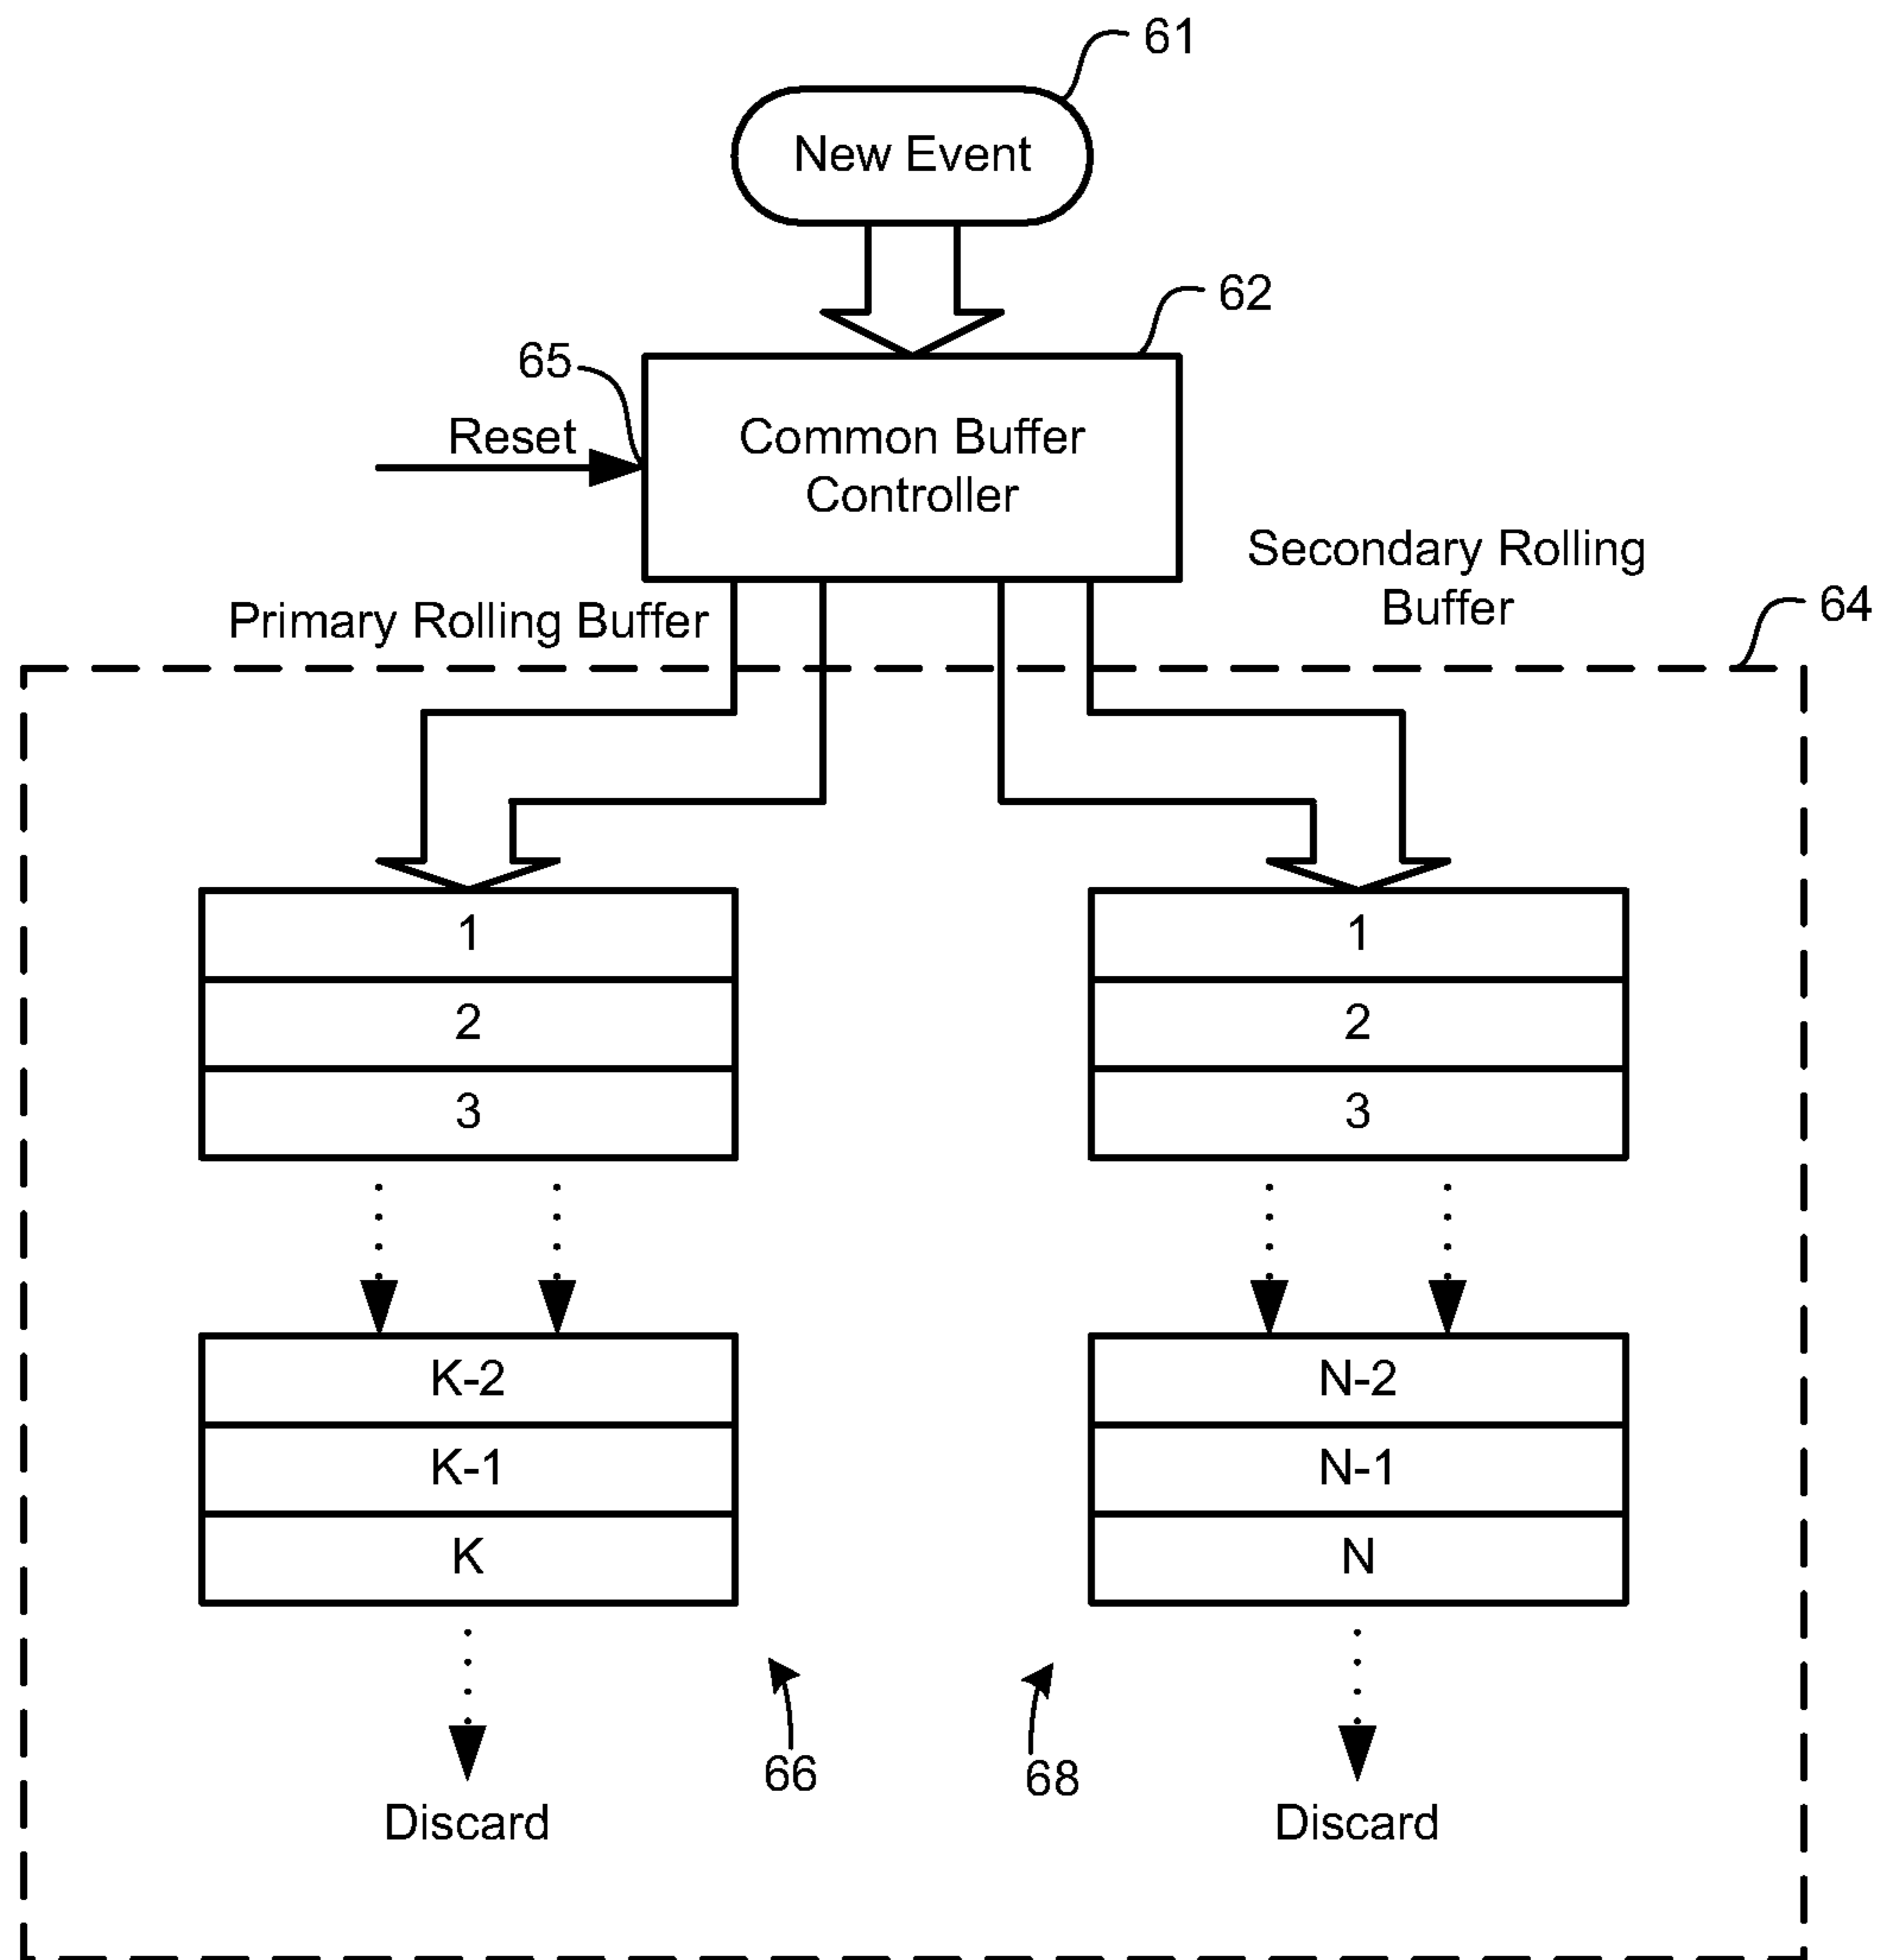 61
New Event
62
65
Reset
Common Buffer
Controller
Secondary Rolling
Buffer
Primary Rolling Buffer
64
1
2
3
1
2
3
K-2
K-1
K
N-2
N-1
N
66
68
Discard
Discard